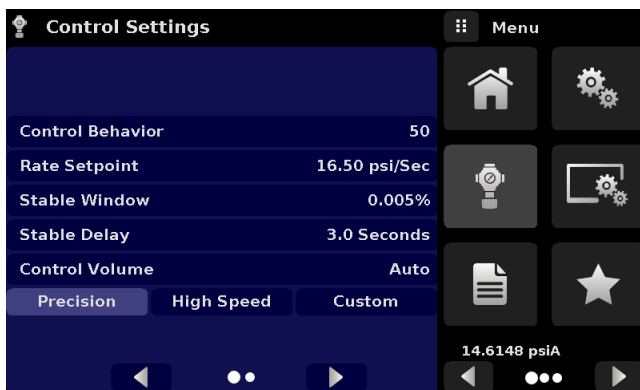 Control Settings
Menu
Control Behavior 50
Rate Setpoint 16.50 psi/Sec
Stable Window 0.005%
Stable Delay 3.0 Seconds
Control Volume Auto
Precision High Speed Custom
14.6148 psiA